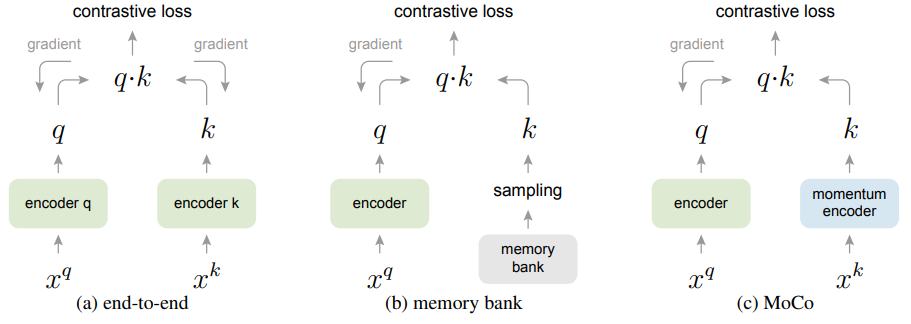 contrastive loss
gradient gradient
q·k
q k
encoder q encoder k
x^q x^k
(a) end-to-end
contrastive loss
gradient
q·k
q k
encoder sampling
memory
bank
x^q
(b) memory bank
contrastive loss
gradient
q·k
q k
encoder momentum
encoder
x^q x^k
(c) MoCo